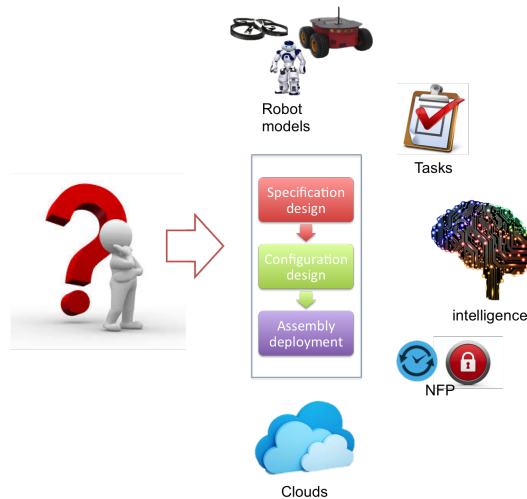 Robot
models
Tasks
Specification
design
Configuration
design
Assembly
deployment
intelligence
NFP
Clouds